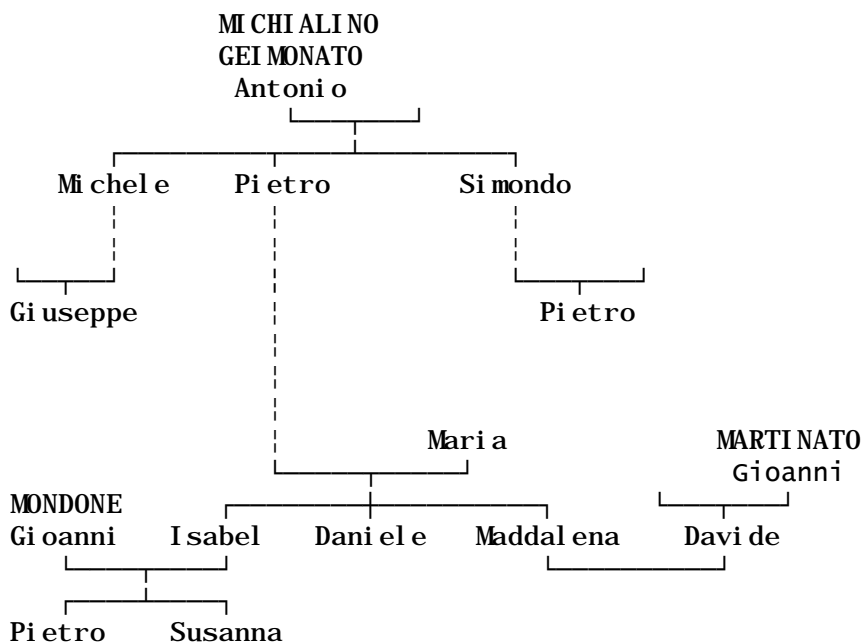 MICHIALINO
GEIMONATO
Antonio
Michele Pietro Simondo
Giuseppe Pietro
Maria MARTINATO
Gioanni
MONDONE
Gioanni Isabel Daniele Maddalena Davide
Pietro Susanna